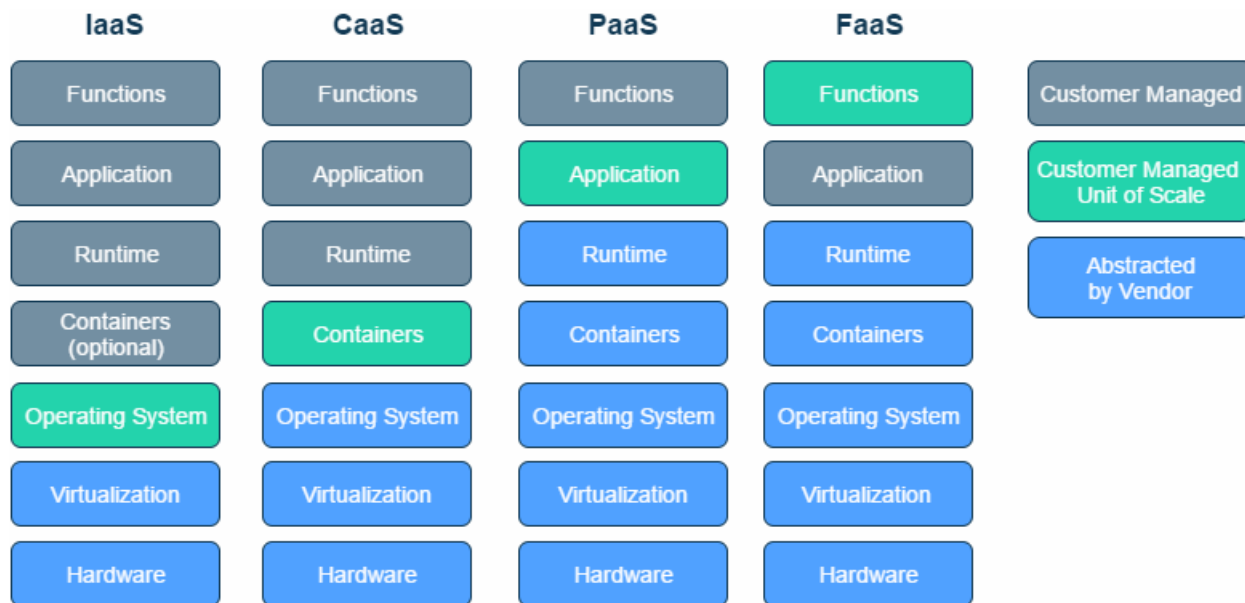 IaaS CaaS PaaS FaaS
Functions Functions Functions Functions Customer Managed
Application Application Application Application Customer Managed
Unit of Scale
Runtime Runtime Runtime Runtime Abstracted
by Vendor
Containers
(optional) Containers Containers Containers
Operating System Operating System Operating System Operating System
Virtualization Virtualization Virtualization Virtualization
Hardware Hardware Hardware Hardware